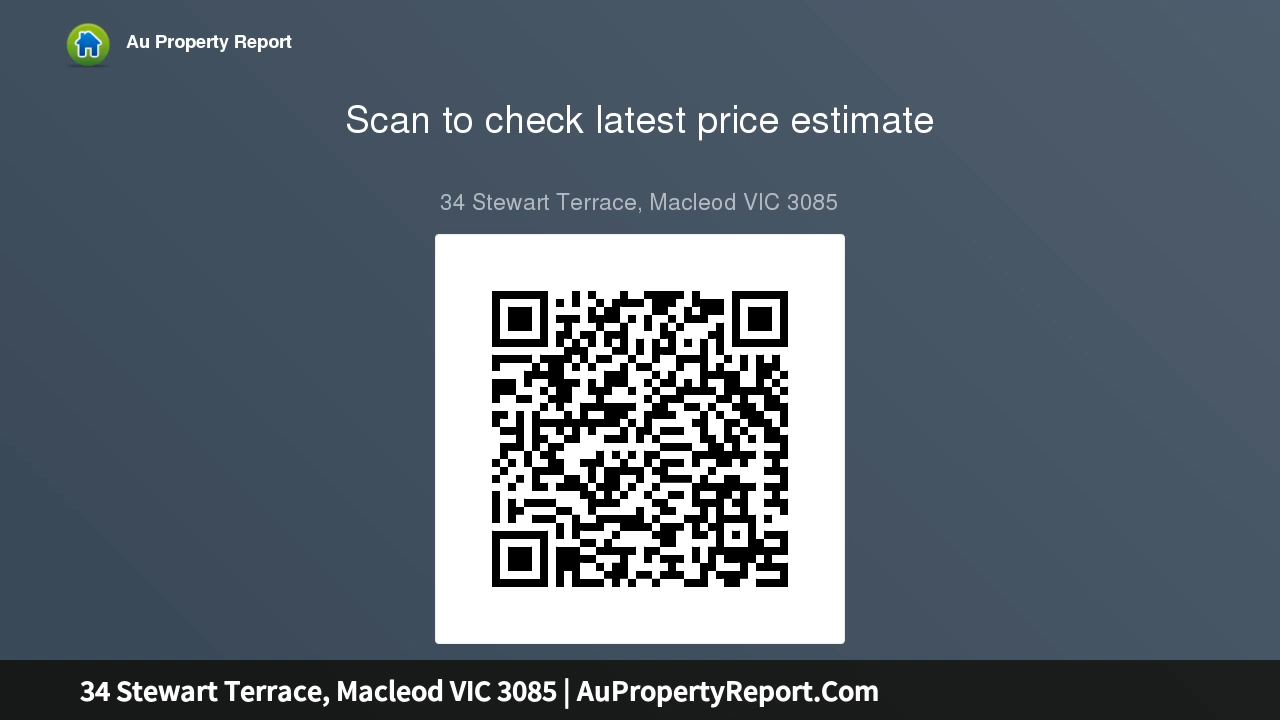 Au Property Report
Scan to check latest price estimate
34 Stewart Terrace, Macleod VIC 3085
34 Stewart Terrace, Macleod VIC 3085 | AuPropertyReport.Com